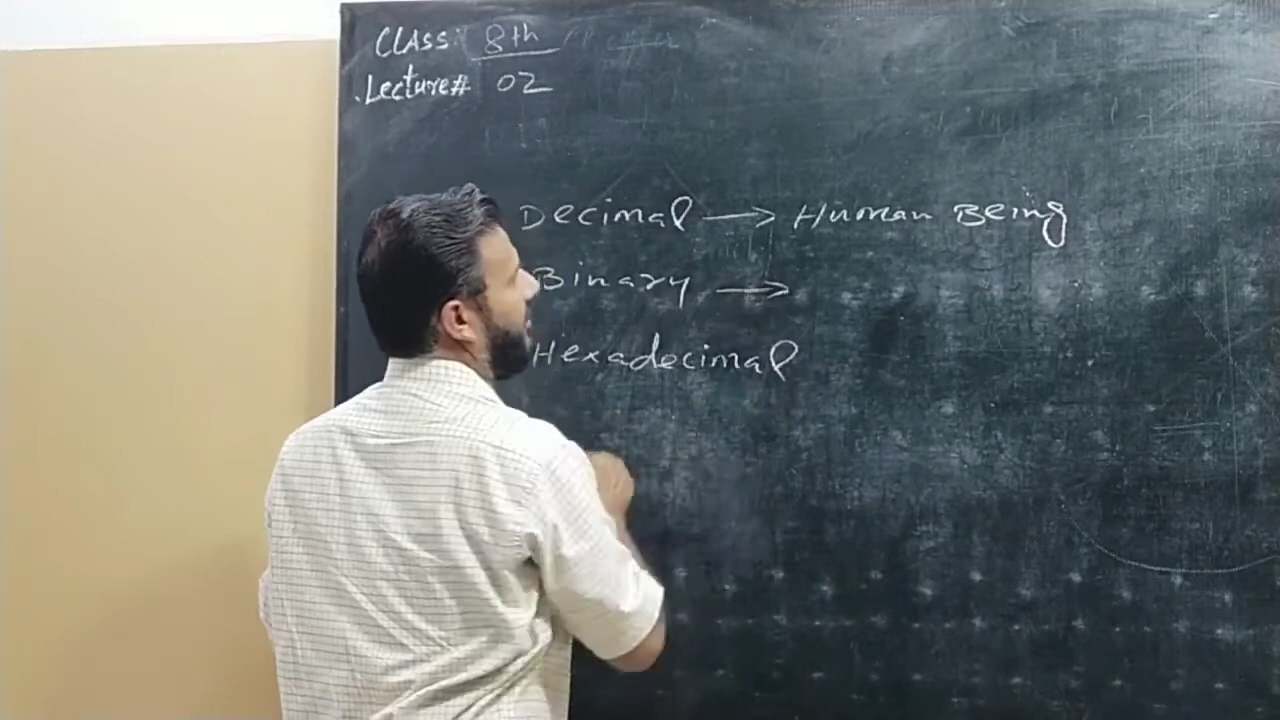 CLASS: 8th
Lecture# 02
Decimal → Human Being
Binary →
Hexadecimal